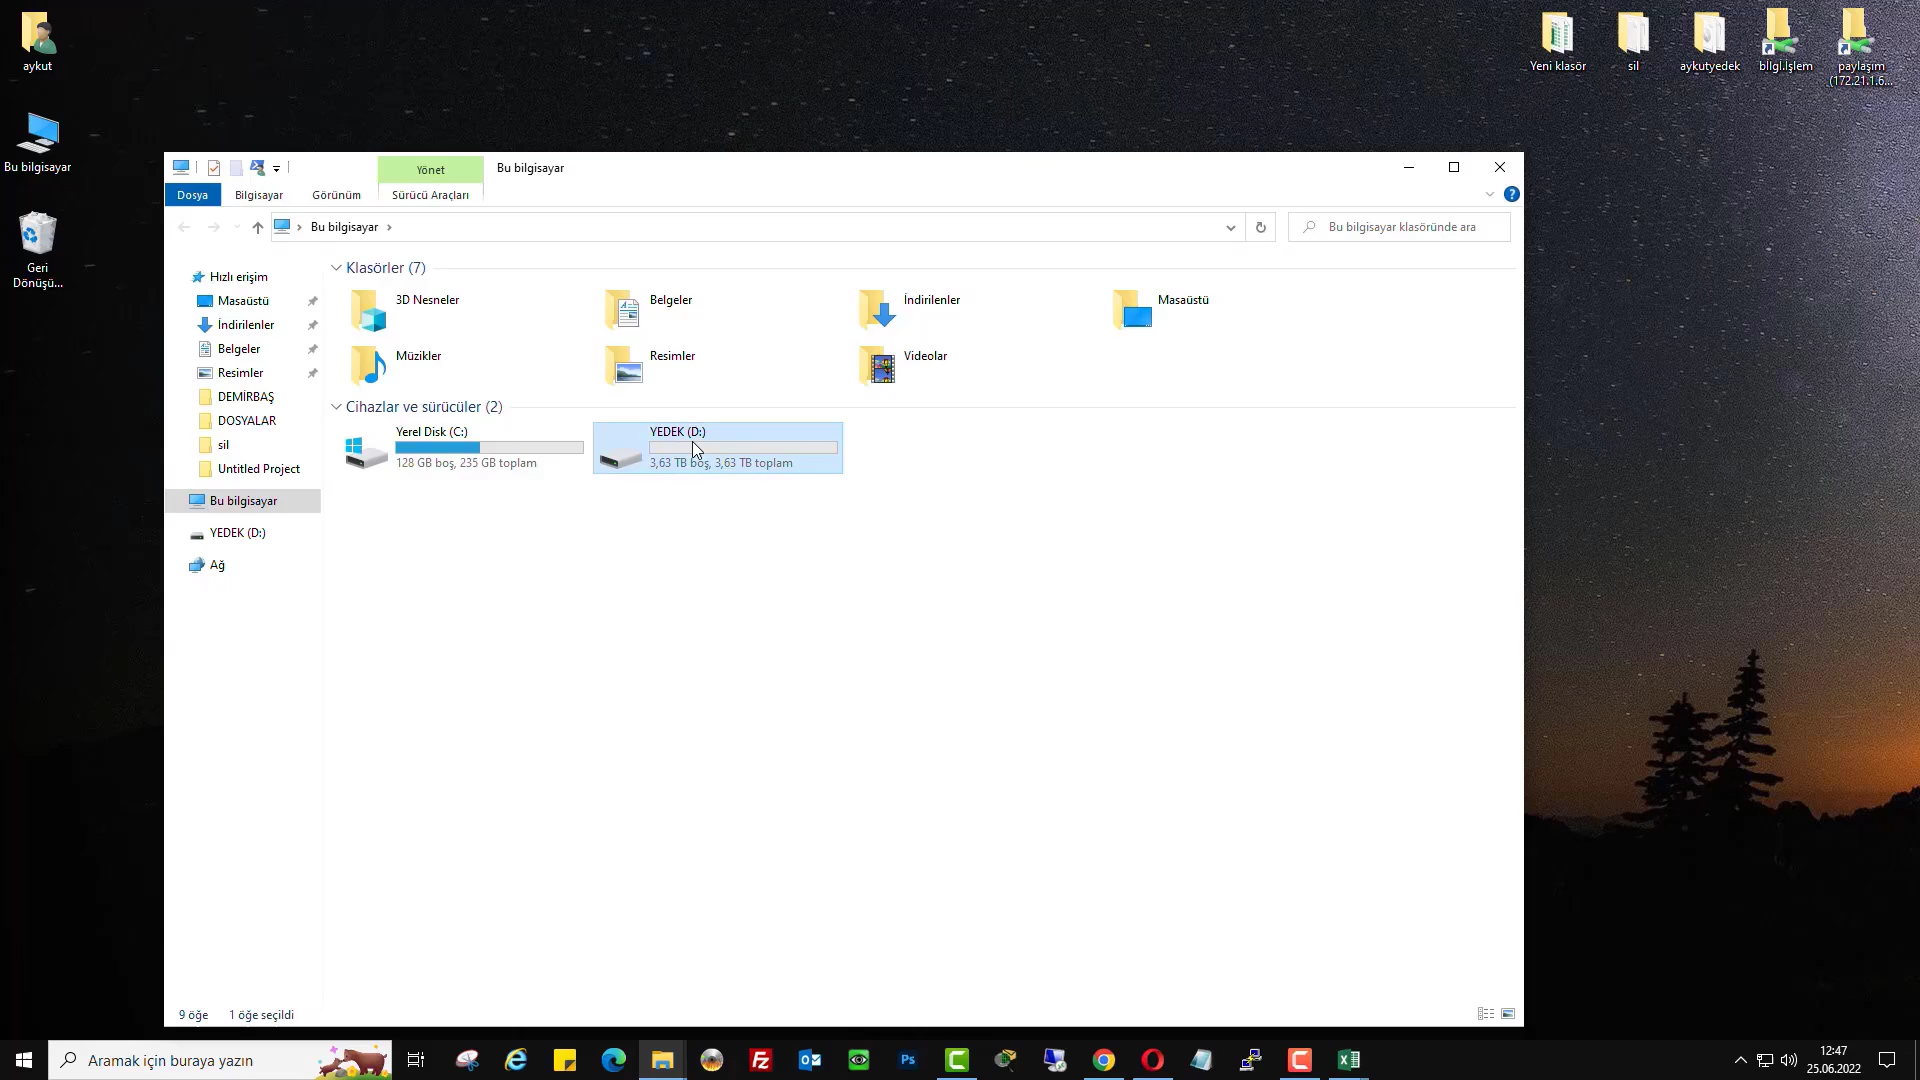 aykut
Bu bilgisayar
Geri
Dönüşü...
Yeni klasör
sil
aykutyedek
bİlgİ.İşlem
paylaşım
(172.21.1.6...
Yönet
Bu bilgisayar
Dosya
Bilgisayar
Görünüm
Sürücü Araçları
Bu bilgisayar
Bu bilgisayar klasöründe ara
Hızlı erişim
Masaüstü
İndirilenler
Belgeler
Resimler
DEMİRBAŞ
DOSYALAR
sil
Untitled Project
Bu bilgisayar
YEDEK (D:)
Ağ
Klasörler (7)
3D Nesneler
Belgeler
İndirilenler
Masaüstü
Müzikler
Resimler
Videolar
Cihazlar ve sürücüler (2)
Yerel Disk (C:)
128 GB boş, 235 GB toplam
YEDEK (D:)
3,63 TB boş, 3,63 TB toplam
9 öğe
1 öğe seçildi
Aramak için buraya yazın
Fz
Ps
12:47
25.06.2022